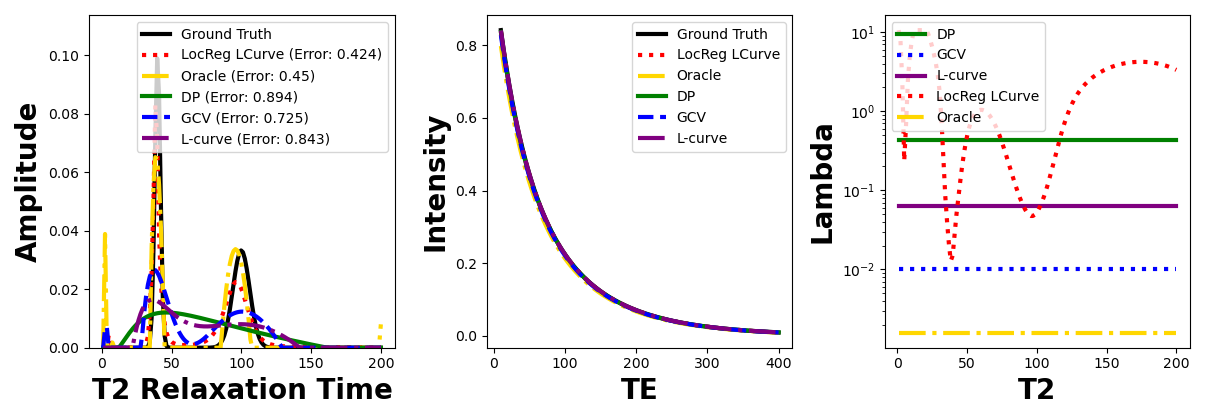 Amplitude
0.10
0.08
0.06
0.04
0.02
0.00
0
50
100
150
200
T2 Relaxation Time
Ground Truth
LocReg LCurve (Error: 0.424)
Oracle (Error: 0.45)
DP (Error: 0.894)
GCV (Error: 0.725)
L-curve (Error: 0.843)
Intensity
0.8
0.6
0.4
0.2
0.0
0
100
200
300
400
TE
Ground Truth
LocReg LCurve
Oracle
DP
GCV
L-curve
Lambda
10¹
10⁰
10⁻¹
10⁻²
0
50
100
150
200
T2
DP
GCV
L-curve
LocReg LCurve
Oracle